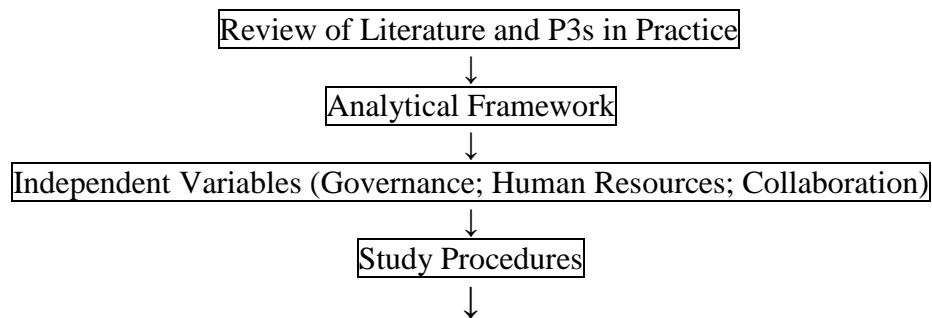 Review of Literature and P3s in Practice
↓
Analytical Framework
↓
Independent Variables (Governance; Human Resources; Collaboration)
↓
Study Procedures
↓